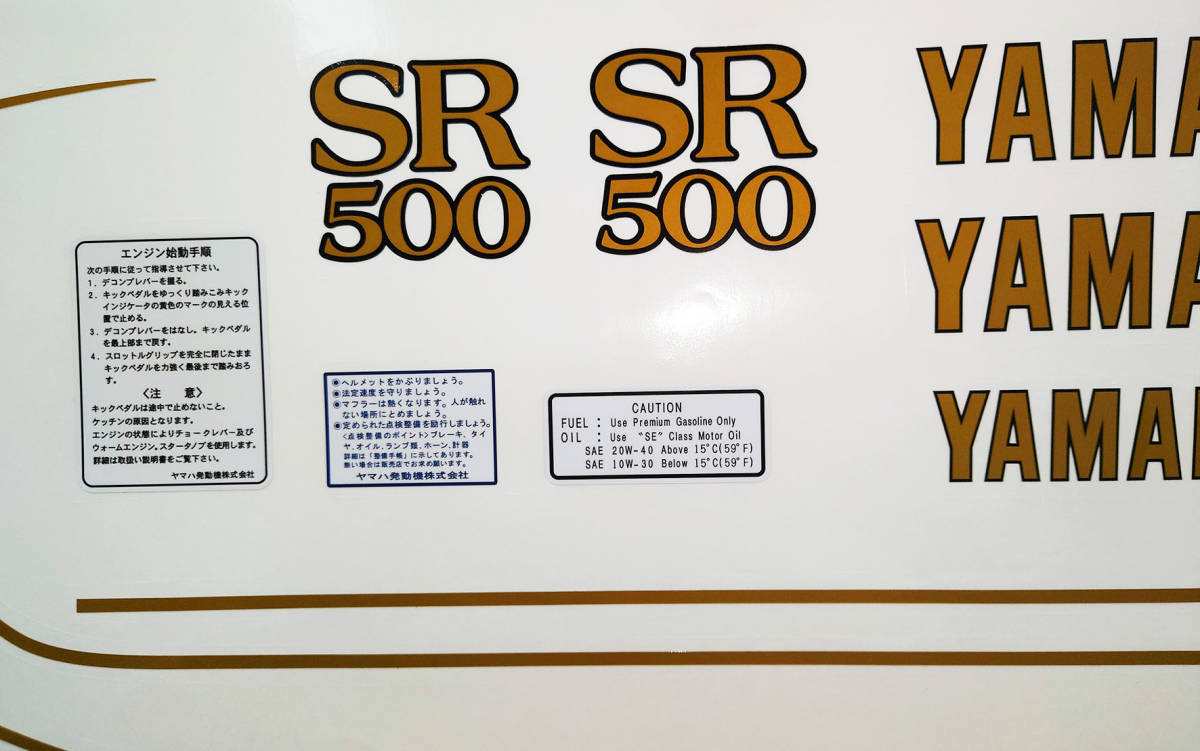 SR
500
SR
500
YAMA
YAMA
YAMA
エンジン始動手順
次の手順に従って指導させて下さい。
1．デコンプレバーを握る。
2．キックペダルをゆっくり踏みこみキック
インジケータの黄色のマークの見える位
置で止める。
3．デコンプレバーをはなし。キックペダル
を最上部まで戻す。
4．スロットルグリップを完全に閉じたまま
キックペダルを力強く最後まで踏みおろ
す。
〈注　意〉
キックペダルは途中で止めないこと。
ケッチンの原因となります。
エンジンの状態によりチョークレバー及び
ウォームエンジン，スターターノブを使用します。
詳細は取扱い説明書をご覧下さい。
ヤマハ発動機株式会社
◉ヘルメットをかぶりましょう。
◉法定速度を守りましょう。
◉マフラーは熱くなります。人が触れ
ない場所にとめましょう。
◉定められた点検整備を励行しましょう。
〈点検整備のポイント〉ブレーキ、タイ
ヤ、オイル、ランプ類、ホーン、計器
詳細は「整備手帳」に示してあります。
無い場合は販売店でお求め願います。
ヤマハ発動機株式会社
CAUTION
FUEL : Use Premium Gasoline Only
OIL : Use "SE" Class Motor Oil
SAE 20W-40 Above 15°C(59°F)
SAE 10W-30 Below 15°C(59°F)